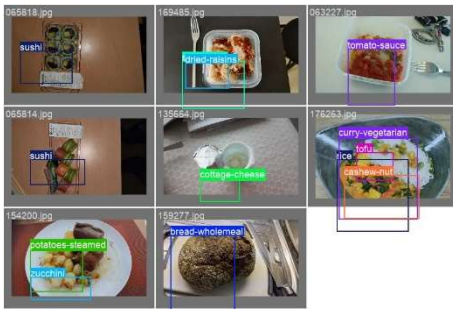 065818.jpg
sushi
169485.jpg
dried-raisins
063227.jpg
tomato-sauce
065814.jpg
sushi
135664.jpg
cottage-cheese
176263.jpg
curry-vegetarian
tofu
rice
cashew-nut
154200.jpg
potatoes-steamed
zucchini
159277.jpg
bread-wholemeal